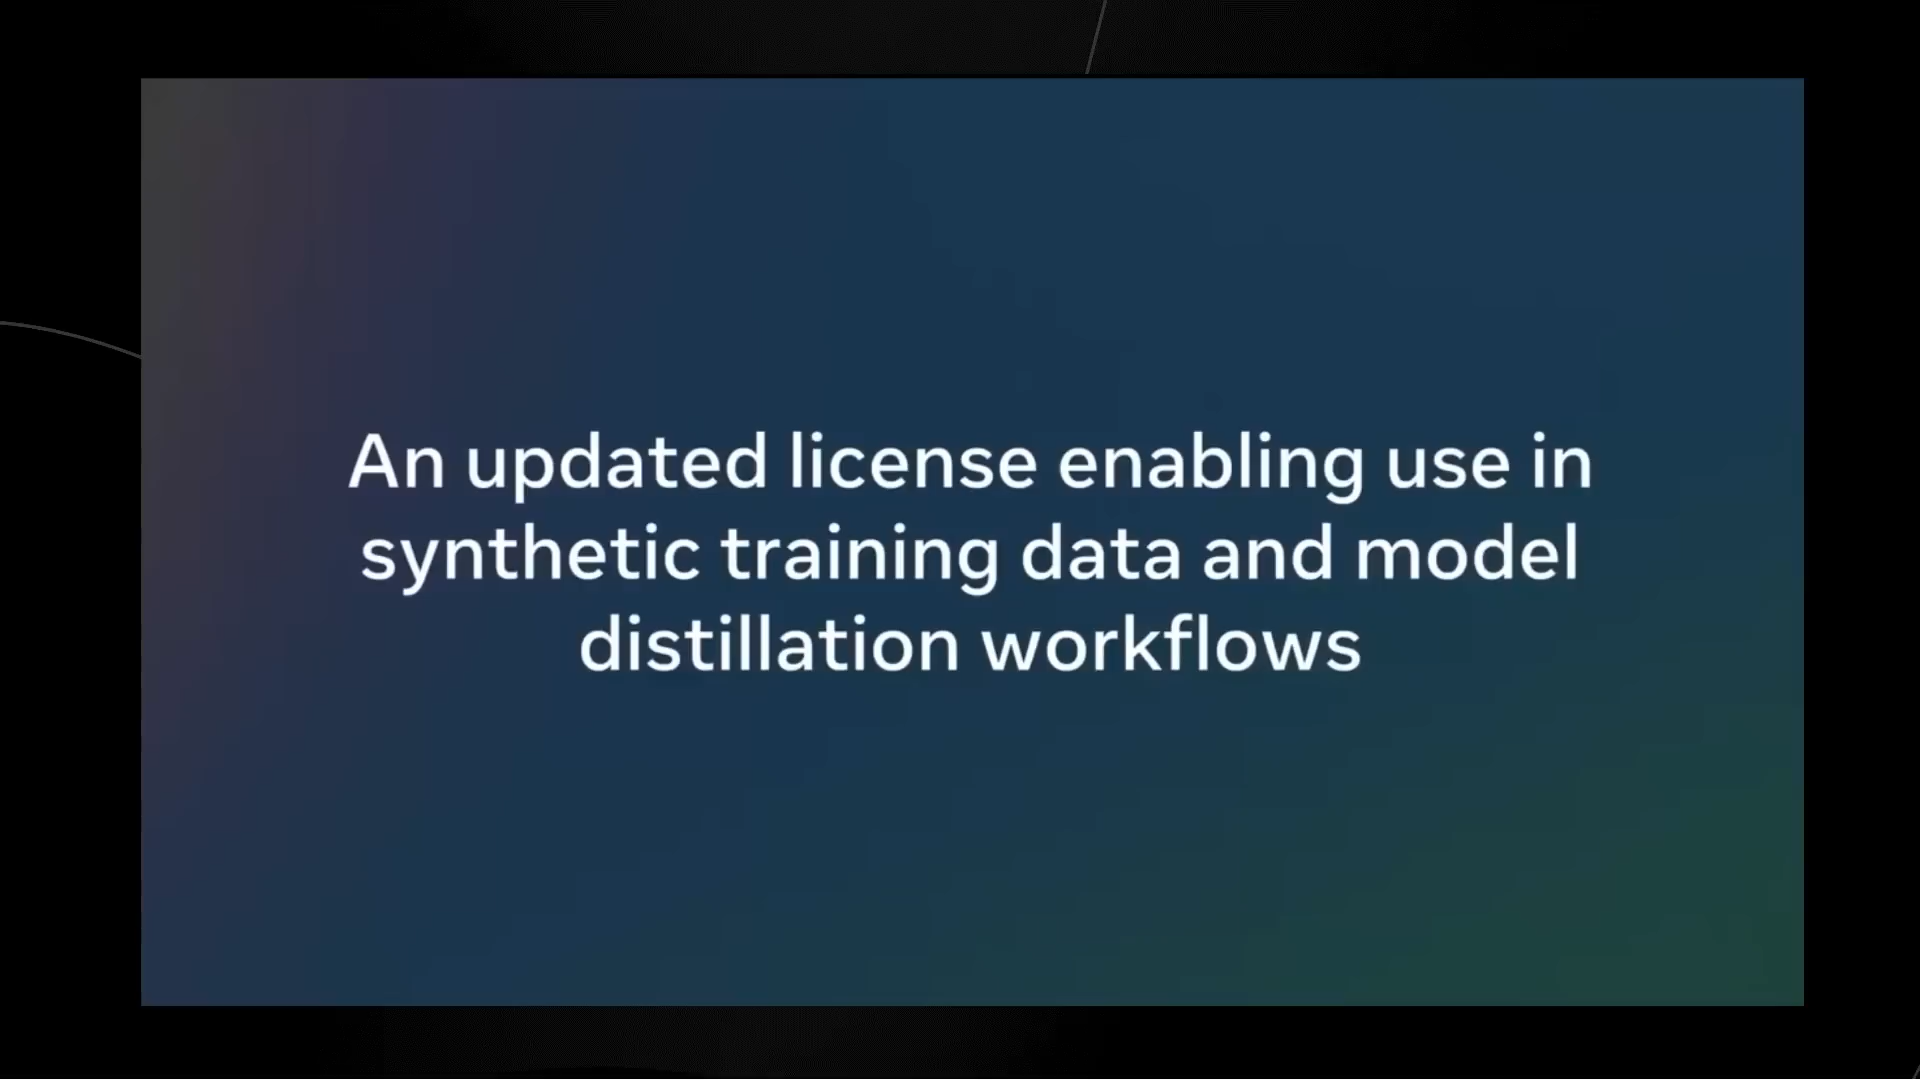 An updated license enabling use in
synthetic training data and model
distillation workflows